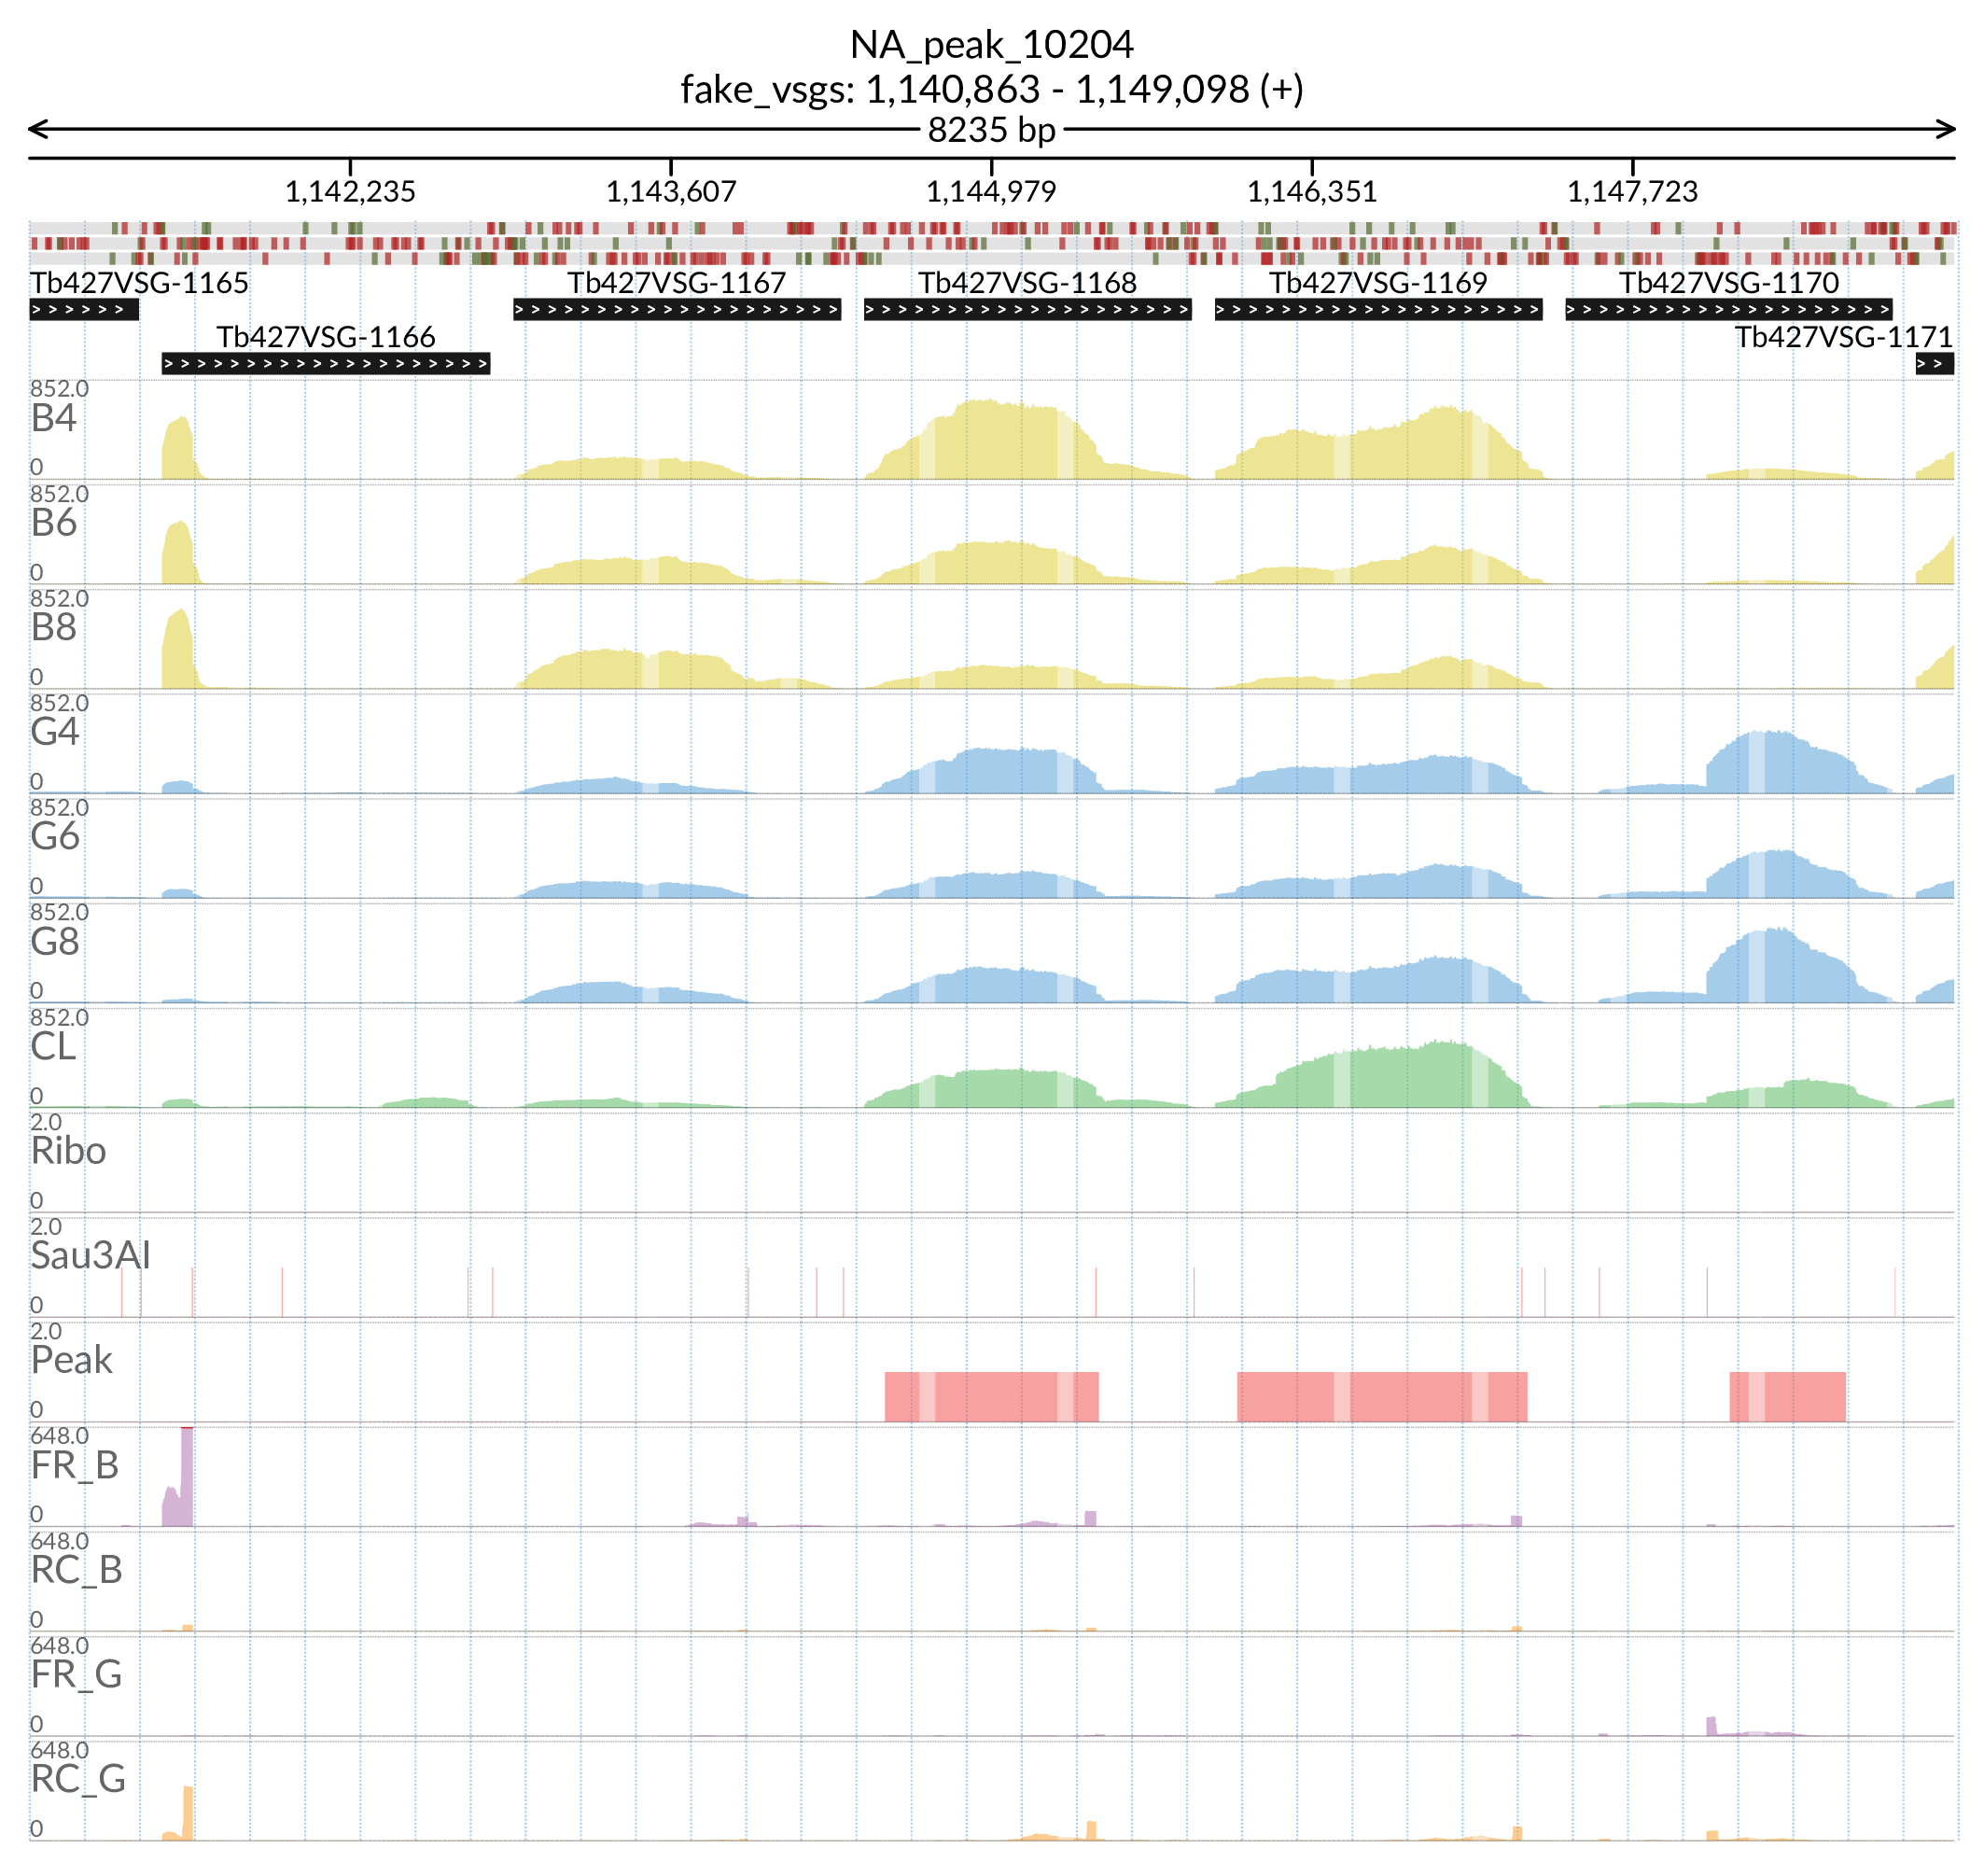 NA_peak_10204
fake_vsgs: 1,140,863 - 1,149,098 (+)
8235 bp
1,142,235 1,143,607 1,144,979 1,146,351 1,147,723
Tb427VSG-1165 Tb427VSG-1167 Tb427VSG-1168 Tb427VSG-1169 Tb427VSG-1170
Tb427VSG-1166 Tb427VSG-1171
852.0
B4
0
852.0
B6
0
852.0
B8
0
852.0
G4
0
852.0
G6
0
852.0
G8
0
852.0
CL
0
2.0
Ribo
0
2.0
Sau3AI
0
2.0
Peak
0
648.0
FR_B
0
648.0
RC_B
0
648.0
FR_G
0
648.0
RC_G
0